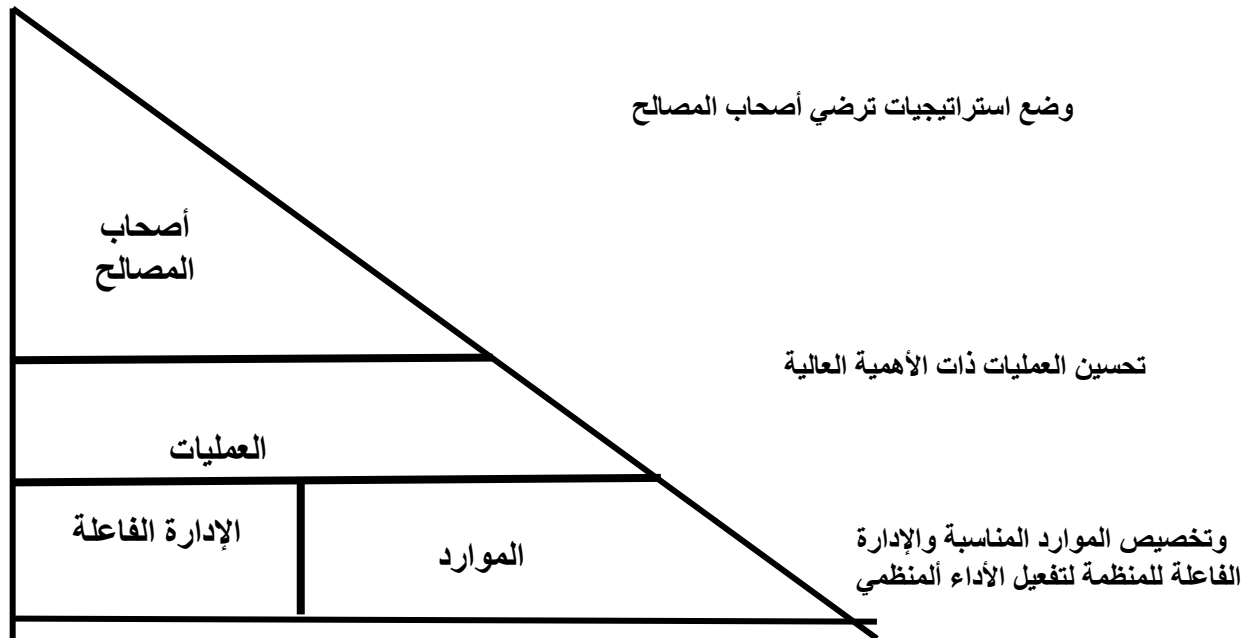 وضع استراتيجيات ترضي أصحاب المصالح
أصحاب
المصالح
تحسين العمليات ذات الأهمية العالية
العمليات
الإدارة الفاعلة
الموارد
وتخصيص الموارد المناسبة والإدارة
الفاعلة للمنظمة لتفعيل الأداء ألمنظمي